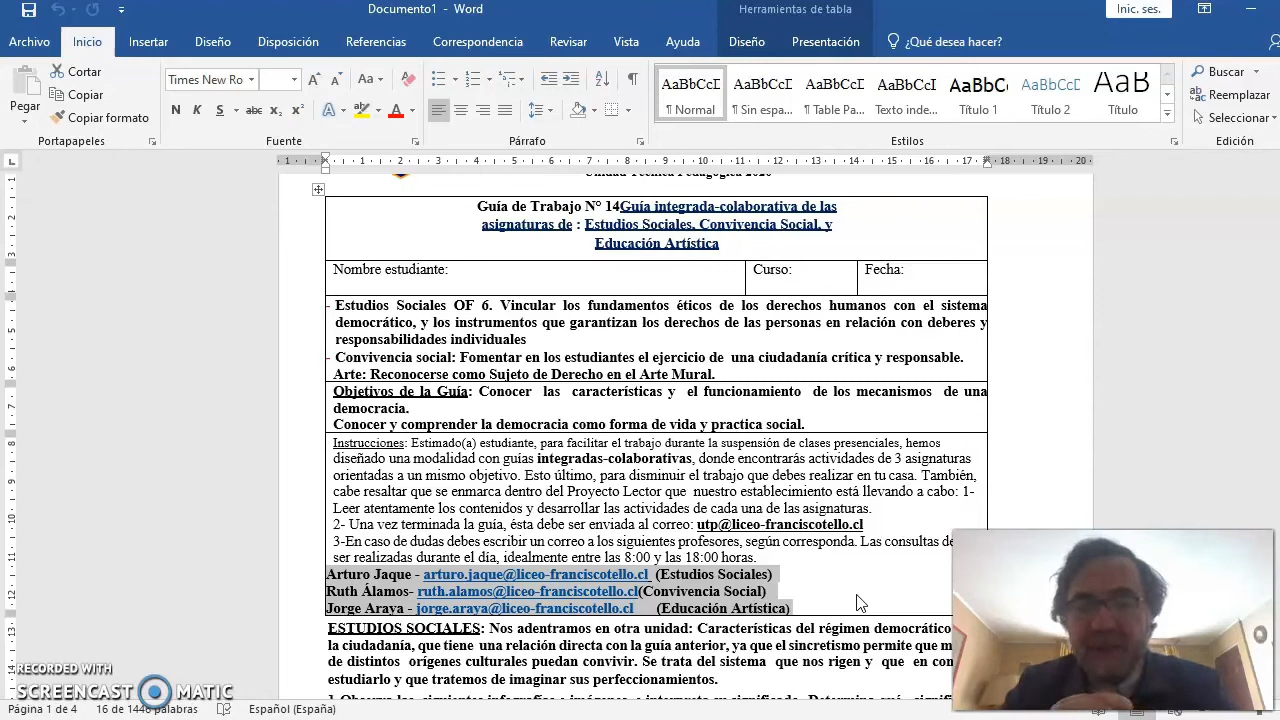 Documento1 - Word
Herramientas de tabla
Inic. ses.
Archivo
Inicio
Insertar
Diseño
Disposición
Referencias
Correspondencia
Revisar
Vista
Ayuda
Diseño
Presentación
¿Qué desea hacer?
Pegar
Cortar
Copiar
Copiar formato
Portapapeles
Times New Ro
N K S abc x₂ x²
Aa
Fuente
Párrafo
AaBbCcI
¶ Normal
AaBbCcI
¶ Sin espa...
AaBbCcI
¶ Table Pa...
AaBbCcI
Texto inde...
AaBbC
Título 1
AaBbCcD
Título 2
AaB
Título
Estilos
Buscar
Reemplazar
Seleccionar
Edición
Unidad Técnica Pedagógica 2020
Guía de Trabajo N° 14Guía integrada-colaborativa de las
asignaturas de : Estudios Sociales, Convivencia Social, y
Educación Artística
Nombre estudiante:
Curso:
Fecha:
- Estudios Sociales OF 6. Vincular los fundamentos éticos de los derechos humanos con el sistema
democrático, y los instrumentos que garantizan los derechos de las personas en relación con deberes y
responsabilidades individuales
- Convivencia social: Fomentar en los estudiantes el ejercicio de una ciudadanía crítica y responsable.
Arte: Reconocerse como Sujeto de Derecho en el Arte Mural.
Objetivos de la Guía: Conocer las características y el funcionamiento de los mecanismos de una
democracia.
Conocer y comprender la democracia como forma de vida y practica social.
Instrucciones: Estimado(a) estudiante, para facilitar el trabajo durante la suspensión de clases presenciales, hemos
diseñado una modalidad con guías integradas-colaborativas, donde encontrarás actividades de 3 asignaturas
orientadas a un mismo objetivo. Esto último, para disminuir el trabajo que debes realizar en tu casa. También,
cabe resaltar que se enmarca dentro del Proyecto Lector que nuestro establecimiento está llevando a cabo: 1-
Leer atentamente los contenidos y desarrollar las actividades de cada una de las asignaturas.
2- Una vez terminada la guía, ésta debe ser enviada al correo: utp@liceo-franciscotello.cl
3-En caso de dudas debes escribir un correo a los siguientes profesores, según corresponda. Las consultas de
ser realizadas durante el día, idealmente entre las 8:00 y las 18:00 horas.
Arturo Jaque - arturo.jaque@liceo-franciscotello.cl (Estudios Sociales)
Ruth Álamos- ruth.alamos@liceo-franciscotello.cl(Convivencia Social)
Jorge Araya - jorge.araya@liceo-franciscotello.cl (Educación Artística)
ESTUDIOS SOCIALES: Nos adentramos en otra unidad: Características del régimen democrático
la ciudadanía, que tiene una relación directa con la guía anterior, ya que el sincretismo permite que m
de distintos orígenes culturales puedan convivir. Se trata del sistema que nos rigen y que en con
estudiarlo y que tratemos de imaginar sus perfeccionamientos.
RECORDED WITH
SCREENCAST MATIC
Página 1 de 4
16 de 1446 palabras
Español (España)